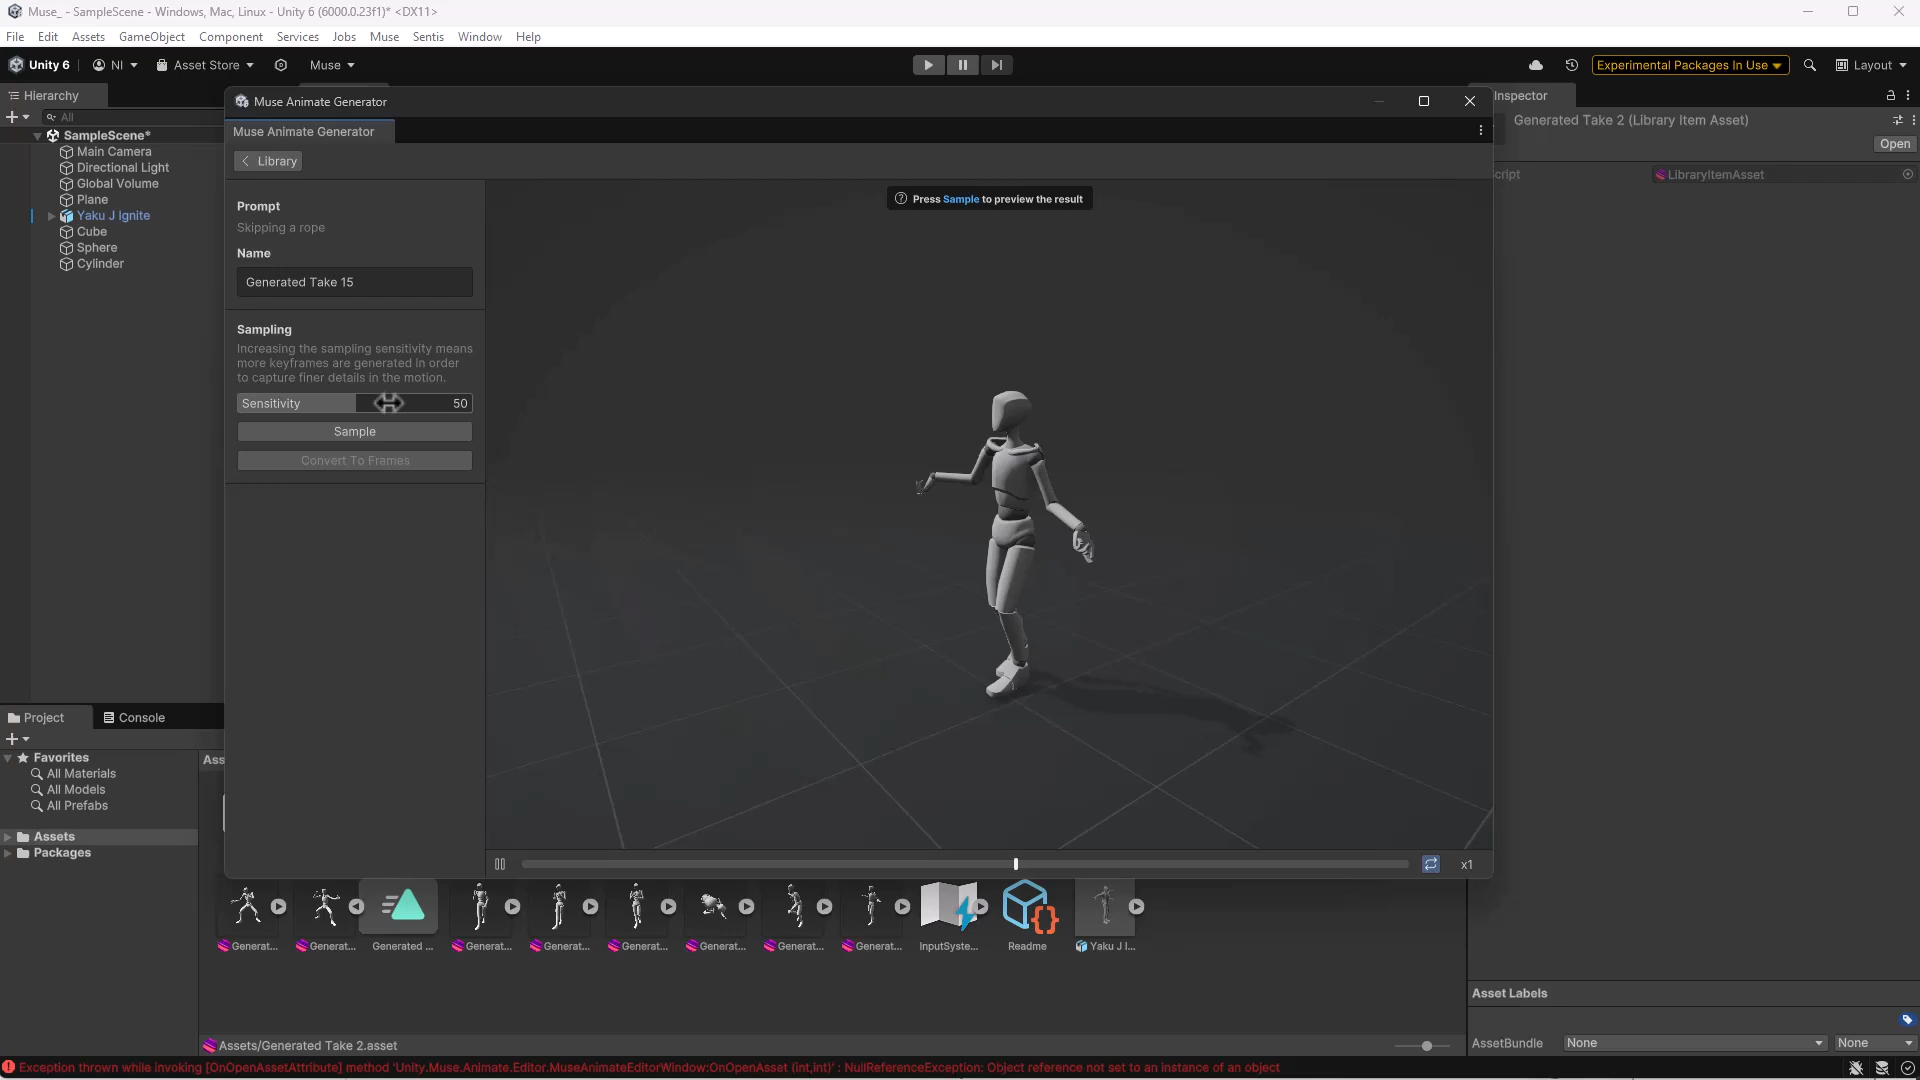 Muse_ - SampleScene - Windows, Mac, Linux - Unity 6 (6000.0.23f1)* <DX11>
File Edit Assets GameObject Component Services Jobs Muse Sentis Window Help
Unity 6 NI Asset Store Muse Experimental Packages In Use Layout
Hierarchy
All
SampleScene*
Main Camera
Directional Light
Global Volume
Plane
Yaku J Ignite
Cube
Sphere
Cylinder
Muse Animate Generator
Muse Animate Generator
Library
Prompt
Skipping a rope
Name
Generated Take 15
Sampling
Increasing the sampling sensitivity means
more keyframes are generated in order
to capture finer details in the motion.
Sensitivity 50
Sample
Convert To Frames
Press Sample to preview the result
x1
Inspector
Generated Take 2 (Library Item Asset)
Open
cript LibraryItemAsset
Project Console
Favorites
All Materials
All Models
All Prefabs
Assets
Packages
Ass
Generat... Generat... Generated ... Generat... Generat... Generat... Generat... Generat... Generat... InputSyste... Readme Yaku J I...
Assets/Generated Take 2.asset
Asset Labels
AssetBundle None None
Exception thrown while invoking [OnOpenAssetAttribute] method 'Unity.Muse.Animate.Editor.MuseAnimateEditorWindow:OnOpenAsset (int,int)' : NullReferenceException: Object reference not set to an instance of an object